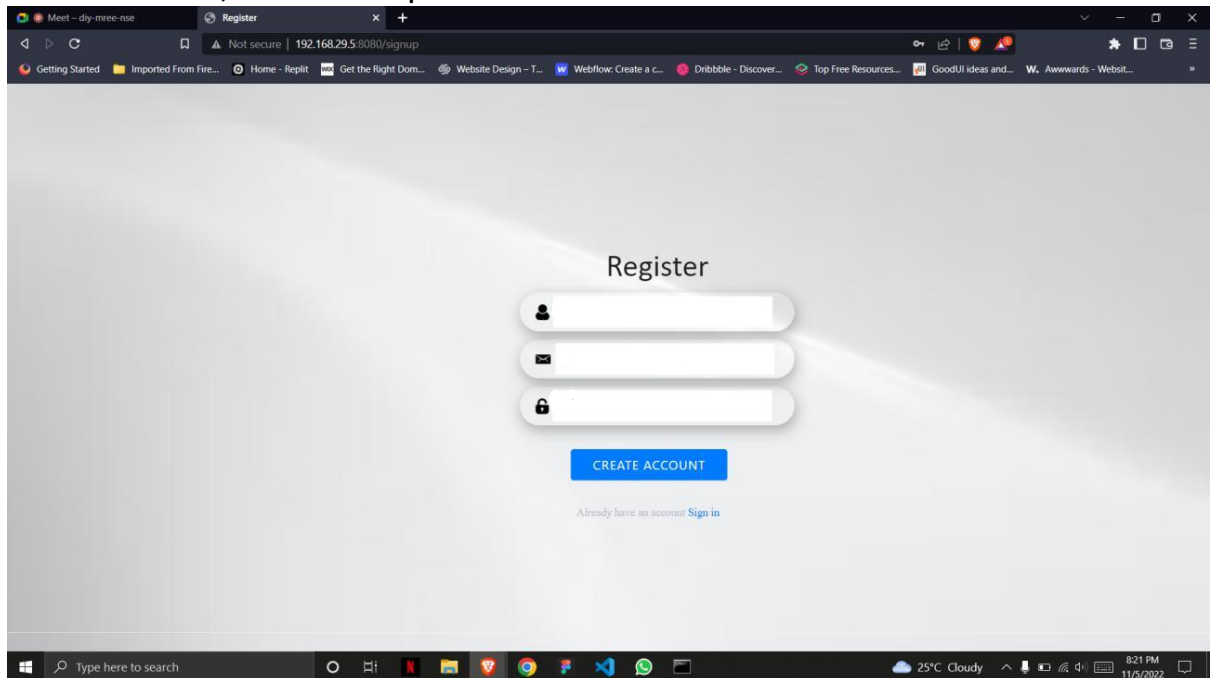 Meet – diy-mree-nse
Register
Not secure | 192.168.29.5:8080/signup
Getting Started
Imported From Fire...
Home - Replit
Get the Right Dom...
Website Design – T...
Webflow: Create a c...
Dribbble - Discover...
Top Free Resources...
GoodUI ideas and...
Awwwards - Websit...
Register
CREATE ACCOUNT
Already have an account Sign in
Type here to search
25°C Cloudy
8:21 PM
11/5/2022